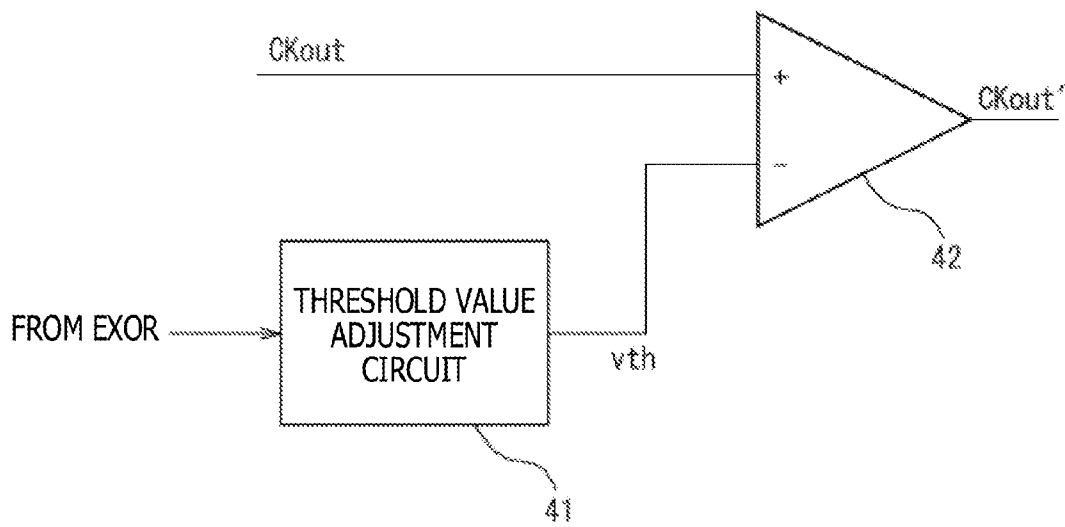 CKout
+
CKout'
−
42
THRESHOLD VALUE
ADJUSTMENT
CIRCUIT
FROM EXOR
vth
41